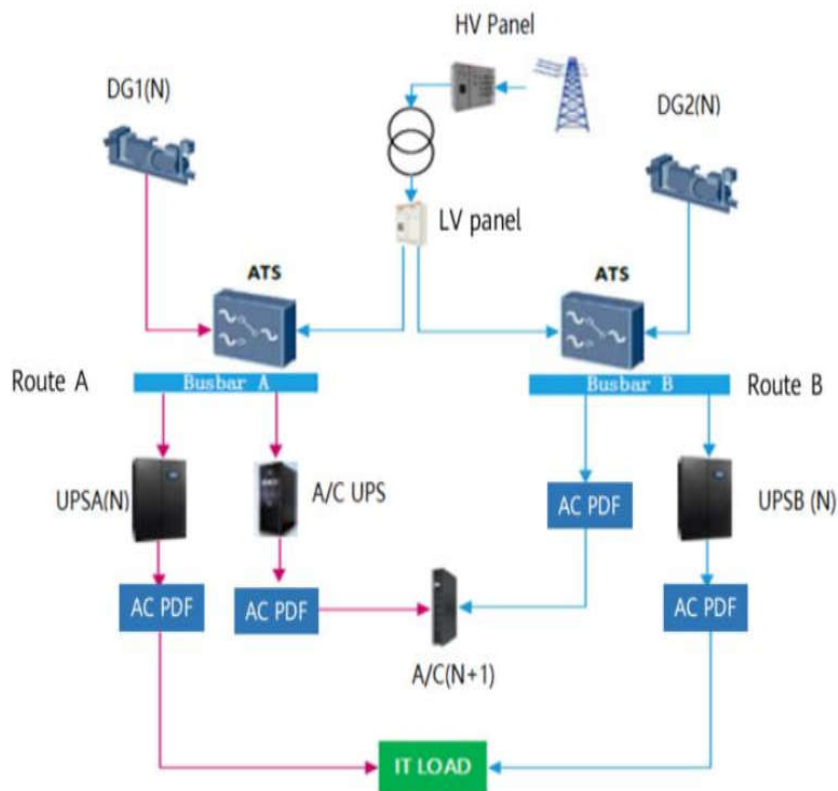 HV Panel
DG1(N)
DG2(N)
LV panel
ATS
ATS
Route A
Busbar A
Busbar B
Route B
UPSA(N)
A/C UPS
AC PDF
UPSB (N)
AC PDF
AC PDF
AC PDF
A/C(N+1)
IT LOAD